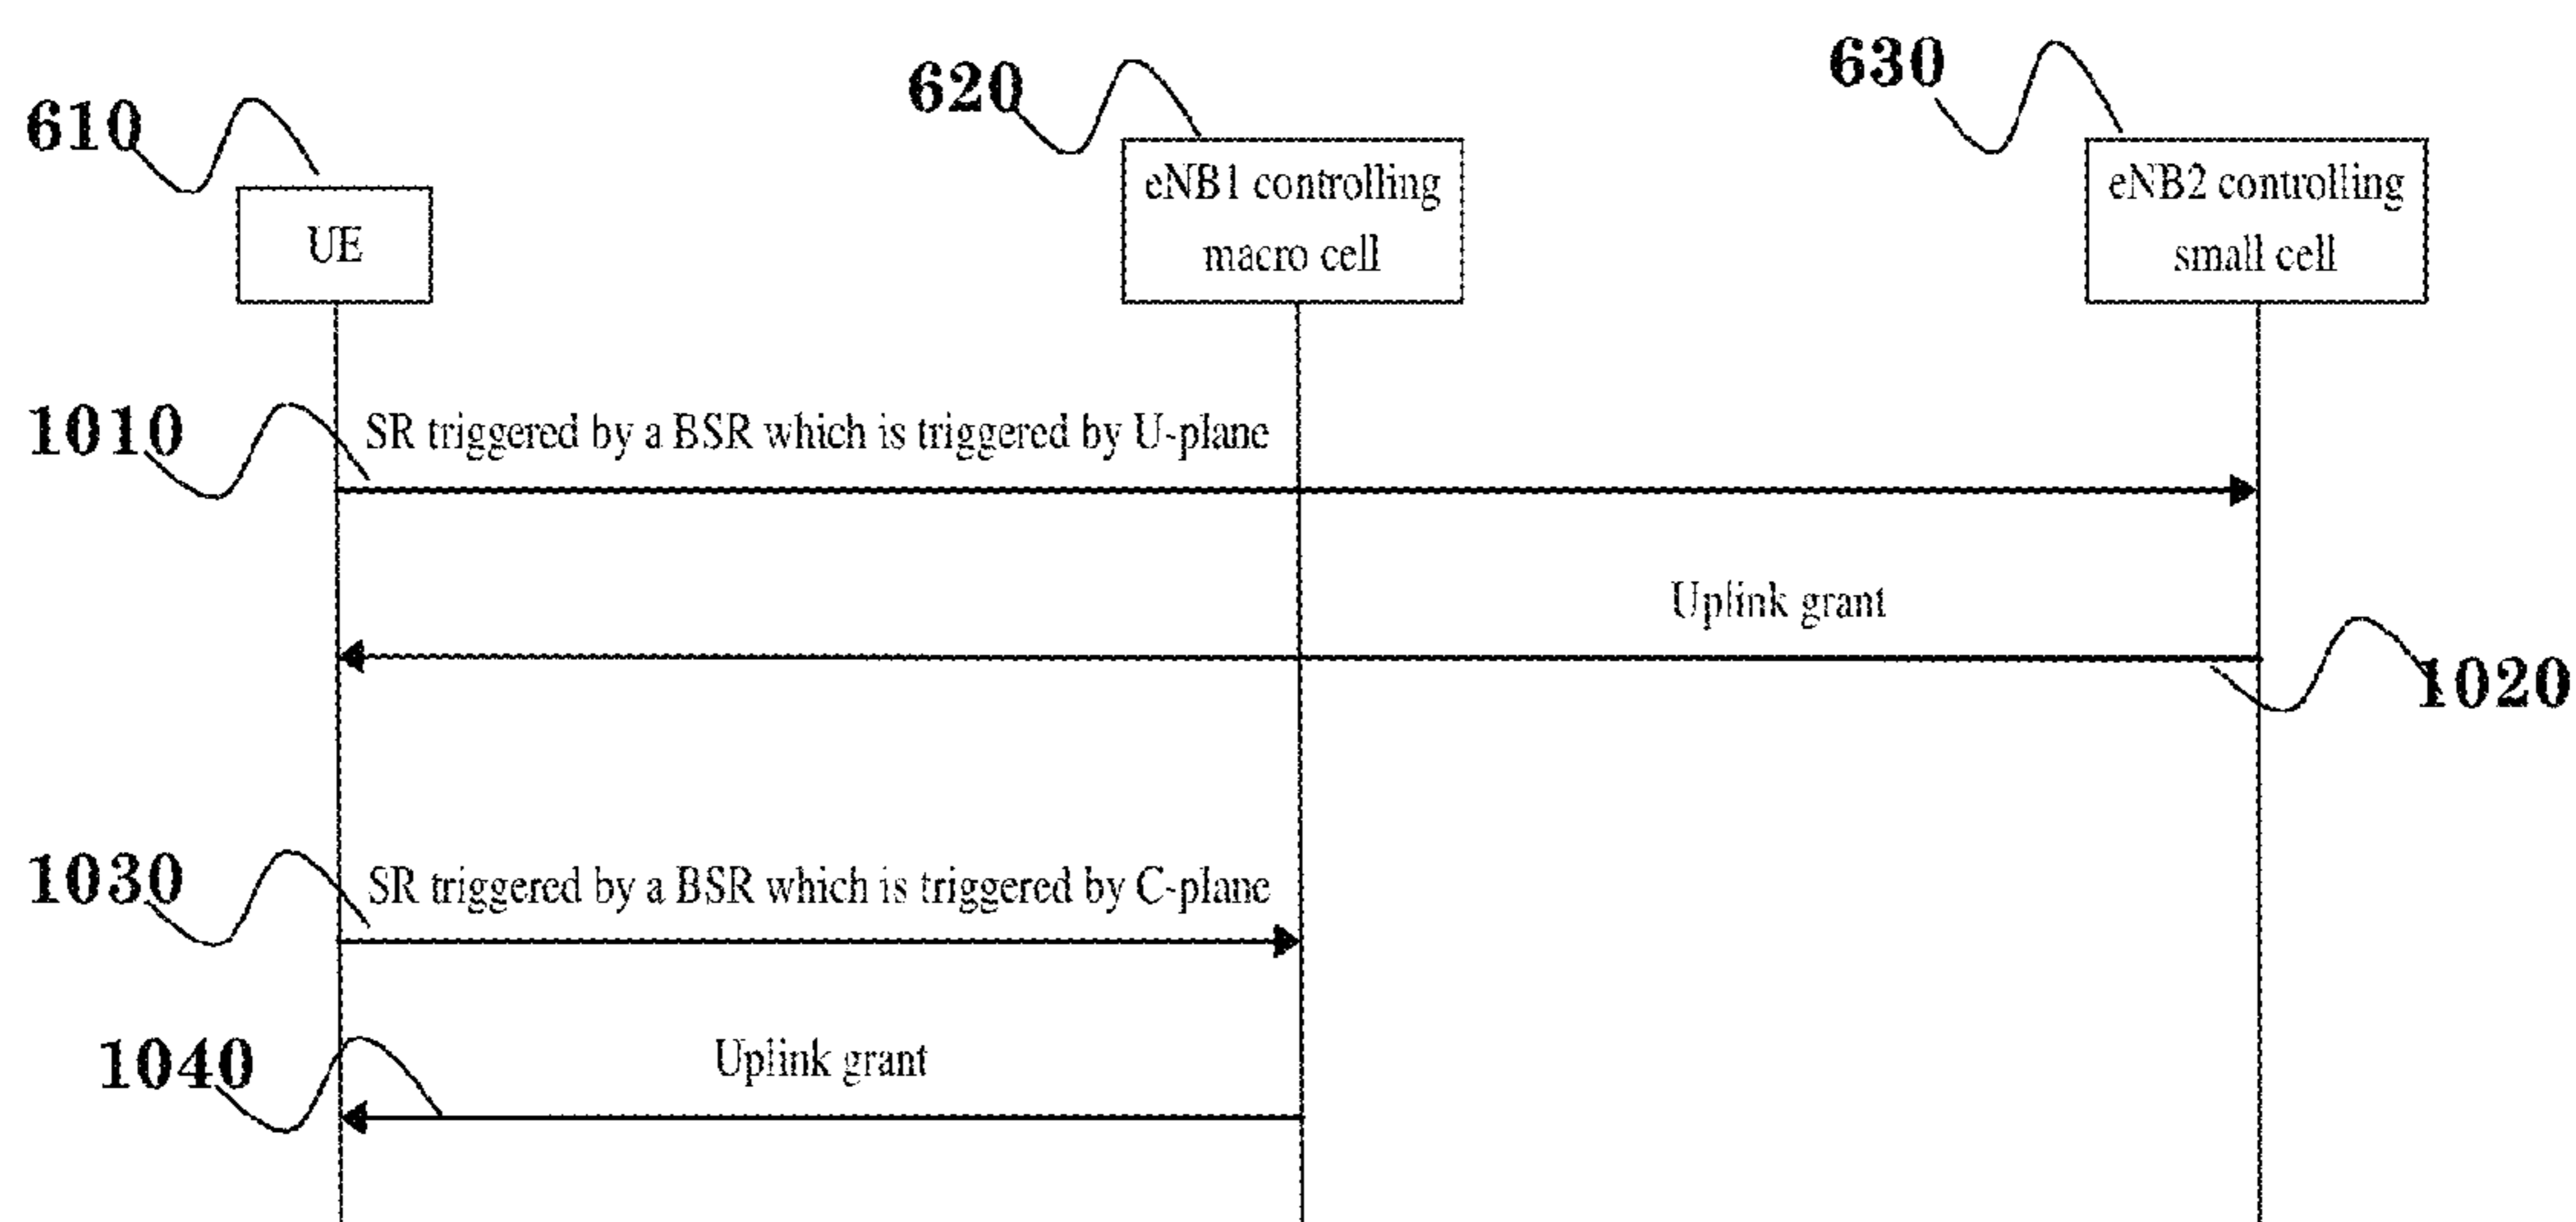 630
620
610
eNB1 controlling
macro cell
eNB2 controlling
small cell
UE
1010
SR triggered by a BSR which is triggered by U-plane
Uplink grant
1020
1030
SR triggered by a BSR which is triggered by C-plane
1040
Uplink grant